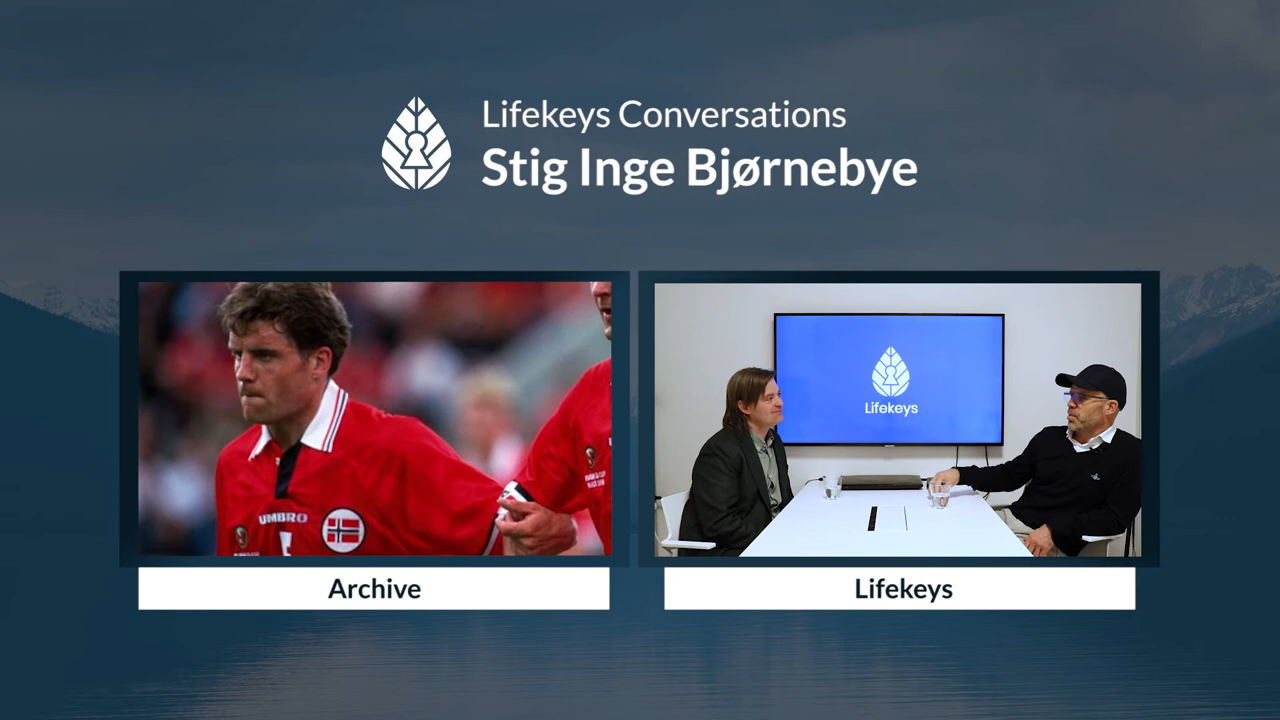 Lifekeys Conversations
Stig Inge Bjørnebye
UMBRO
Lifekeys
Archive
Lifekeys